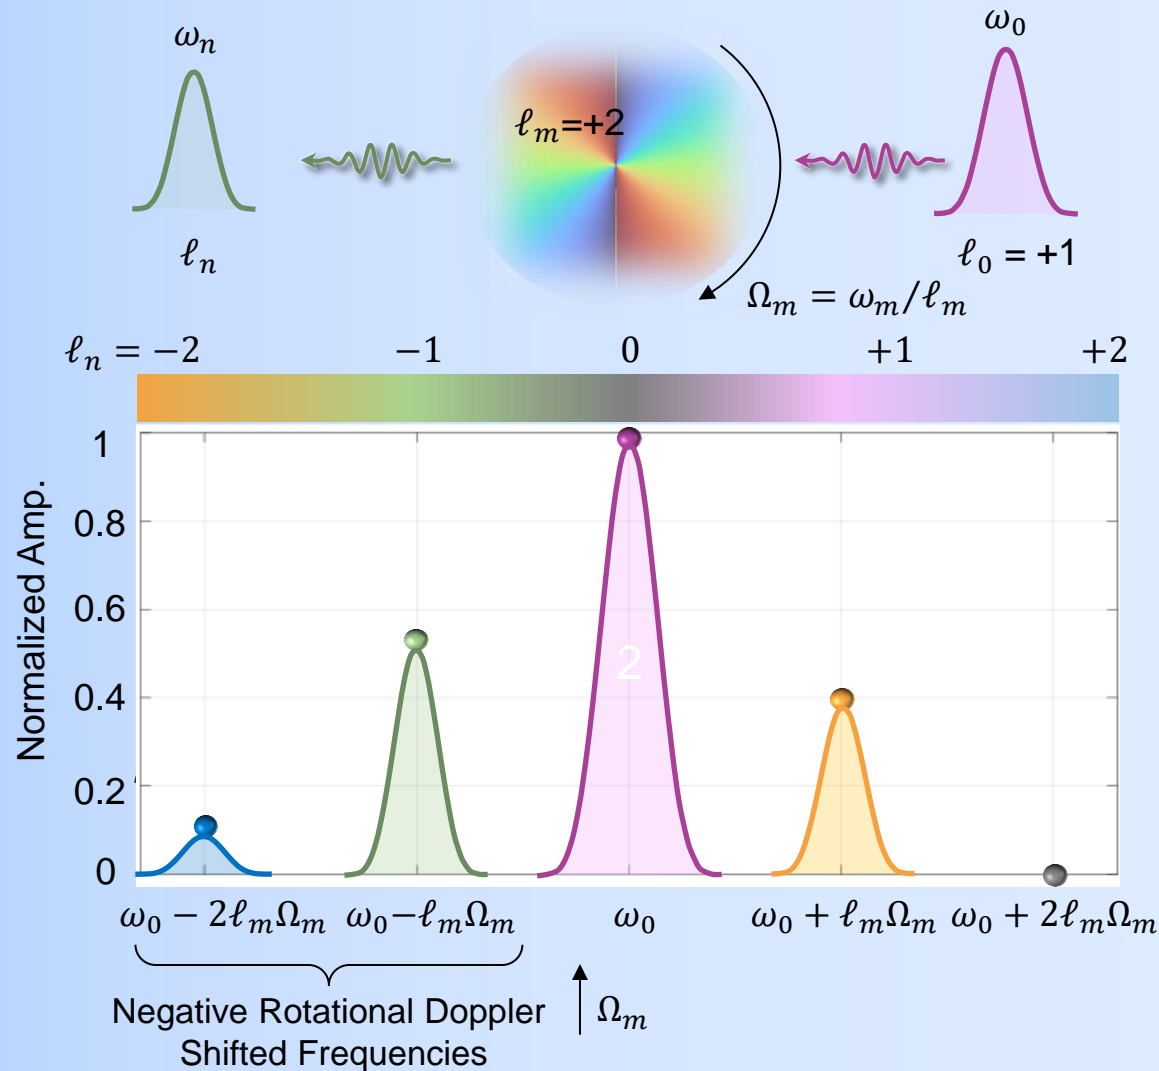 ωₙ
ω₀
ℓₘ=+2
ℓₙ
ℓ₀ = +1
Ωₘ = ωₘ/ℓₘ
ℓₙ = −2 −1 0 +1 +2
Normalized Amp.
1
0.8
0.6
0.4
0.2
0
2
ω₀ − 2ℓₘΩₘ ω₀−ℓₘΩₘ ω₀ ω₀ + ℓₘΩₘ ω₀ + 2ℓₘΩₘ
Negative Rotational Doppler
Shifted Frequencies
Ωₘ